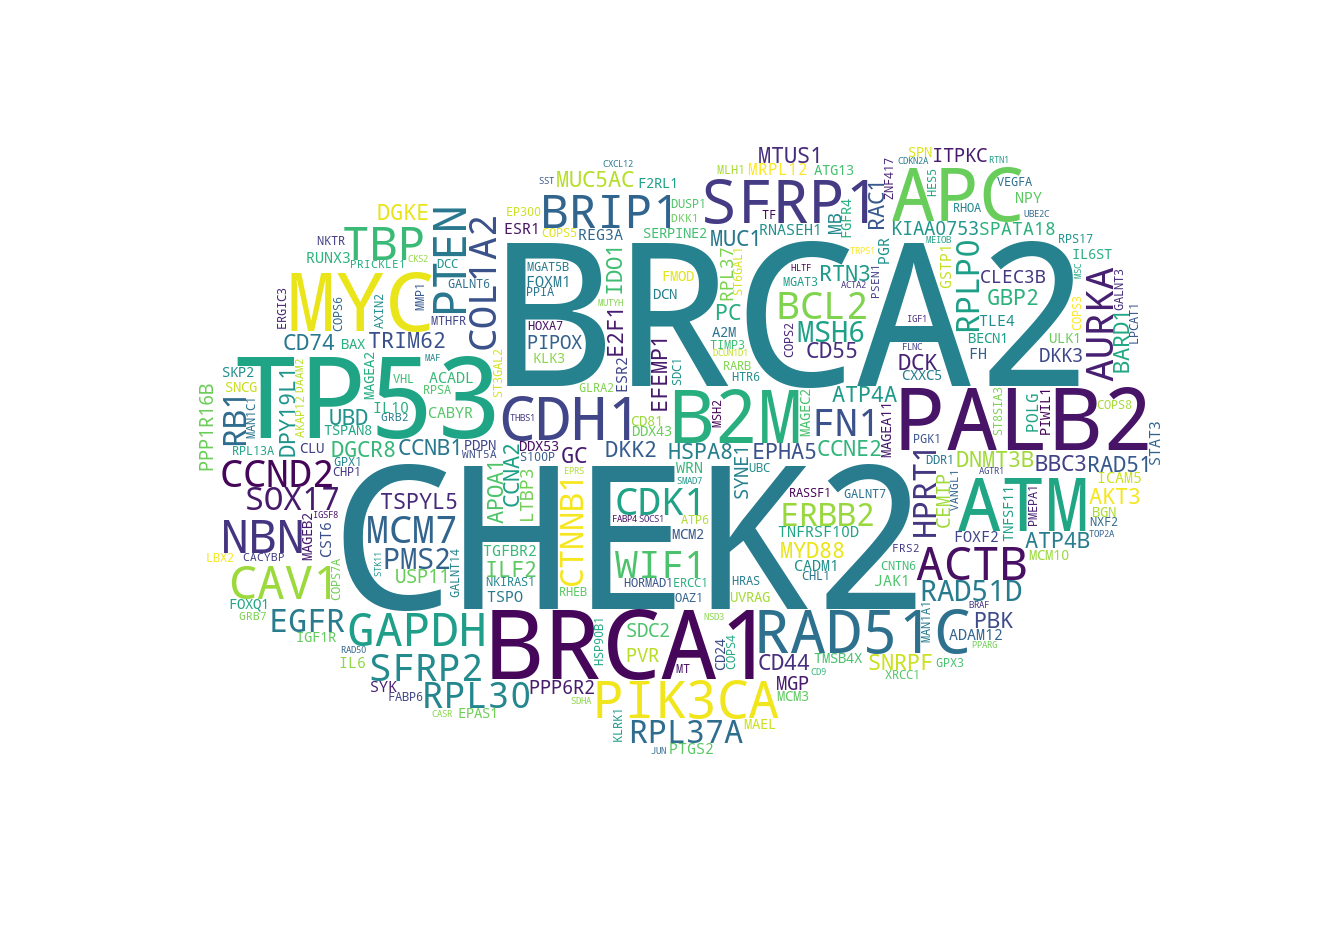 CXCL12
MTUS1
SPN
ITPKC
CDKN2A
RTN1
MLH1
MRPL12
ATG13
ZNF417
HES5
VEGFA
SST
MUC5AC
F2RL1
SFRP1
APC
NPY
RAC1
RHOA
UBE2C
DGKE
PTEN
EP300
BRIP1
DUSP1
DKK1
TF
MB
FGFR4
ESR1
COPS5
REG3A
SERPINE2
MUC1
RNASEH1
KIAA0753
SPATA18
NKTR
TBP
COL1A2
PGR
MEIOB
RPS17
RUNX3
PRICKLE1
CKS2
DCC
BRCA2
MGAT5B
IDO1
RPL37
ST6GAL1
HLTF
RTN3
TRPS1
GSTP1
RPLP0
CLEC3B
IL6ST
MSC
GALNT3
GALNT6
FOXM1
FMOD
MGAT3
ACTA2
PSEN1
ERGIC3
COPS6
MYC
MMP1
PPIA
MUTYH
DCN
BCL2
GBP2
COPS3
AURKA
LPCAT1
AXIN2
MTHFR
HOXA7
E2F1
PC
IGF1
TLE4
BARD1
CD74
BAX
TRIM62
PIPOX
A2M
COPS2
MSH6
BECN1
ULK1
TIMP3
CD55
FLNC
FH
DKK3
MAF
ST3GAL2
KLK3
EFEMP1
SDC1
DCUN1D1
RARB
DCK
SKP2
DAAN2
MAGEA2
TP53
VHL
ACADL
GLRA2
ESR2
HTR6
CXXC5
SNCG
RPSA
PPP1R16B
RB1
MANIC1
DPY19L1
AKAP12
UBD
IL10
GRB2
CABYR
CDH1
THBS1
B2M
MSH2
MAGEC2
ATP4A
FN1
MAGEA11
PALB2
ST8SIA3
POLG
PIWIL1
COPS8
TSPAN8
CD81
DDX43
STAT3
RPL13A
CLU
DGCR8
CCNB1
PDPN
WNT5A
DDX53
S100P
GC
DKK2
HSPA8
EPHA5
CCNE2
PGK1
CCND2
GPX1
CHP1
CCNA2
EPRS
WRN
SYNE1
UBC
DDR1
DNMT3B
BBC3
RAD51
SMAD7
AGTR1
ICAM5
SOX17
TSPYL5
APOA1
LTBP3
CHEK2
CDK1
RASSF1
GALNT7
HPRT1
CEMIP
VANGL1
ATM
TNFSF11
PMEPA1
AKT3
IGSF8
CTNNB1
FABP4
SOCS1
ATP6
ERBB2
BGN
NXF2
NBN
MAGEB2
CST6
MCM7
MCM2
TNFRSF10D
FOXF2
ATP4B
TOP2A
LBX2
CACYBP
STK11
PMS2
GALNT14
TGFBR2
ILF2
WIF1
MYD88
FRS2
ACTB
MCM10
CADM1
CNTN6
CAV1
COPS7A
USP11
NKIRAS1
RHEB
HORMAD1
ERCC1
HRAS
CHL1
JAK1
TSPO
OAZ1
UVRAG
RAD51D
FOXQ1
BRAF
GRB7
EGFR
GAPDH
BRCA1
NSD3
RAD51C
MAN1A1
PBK
IGF1R
SDC2
ADAM12
HSP90B1
RAD50
PPARG
IL6
SFRP2
PVR
MT
CD24
COPS4
CD44
TMSB4X
SNRPF
GPX3
CD9
XRCC1
SYK
FABP6
RPL30
PPP6R2
SDHA
PIK3CA
MGP
MCM3
CASR
EPAS1
KLRK1
RPL37A
MAEL
JUN
PTGS2